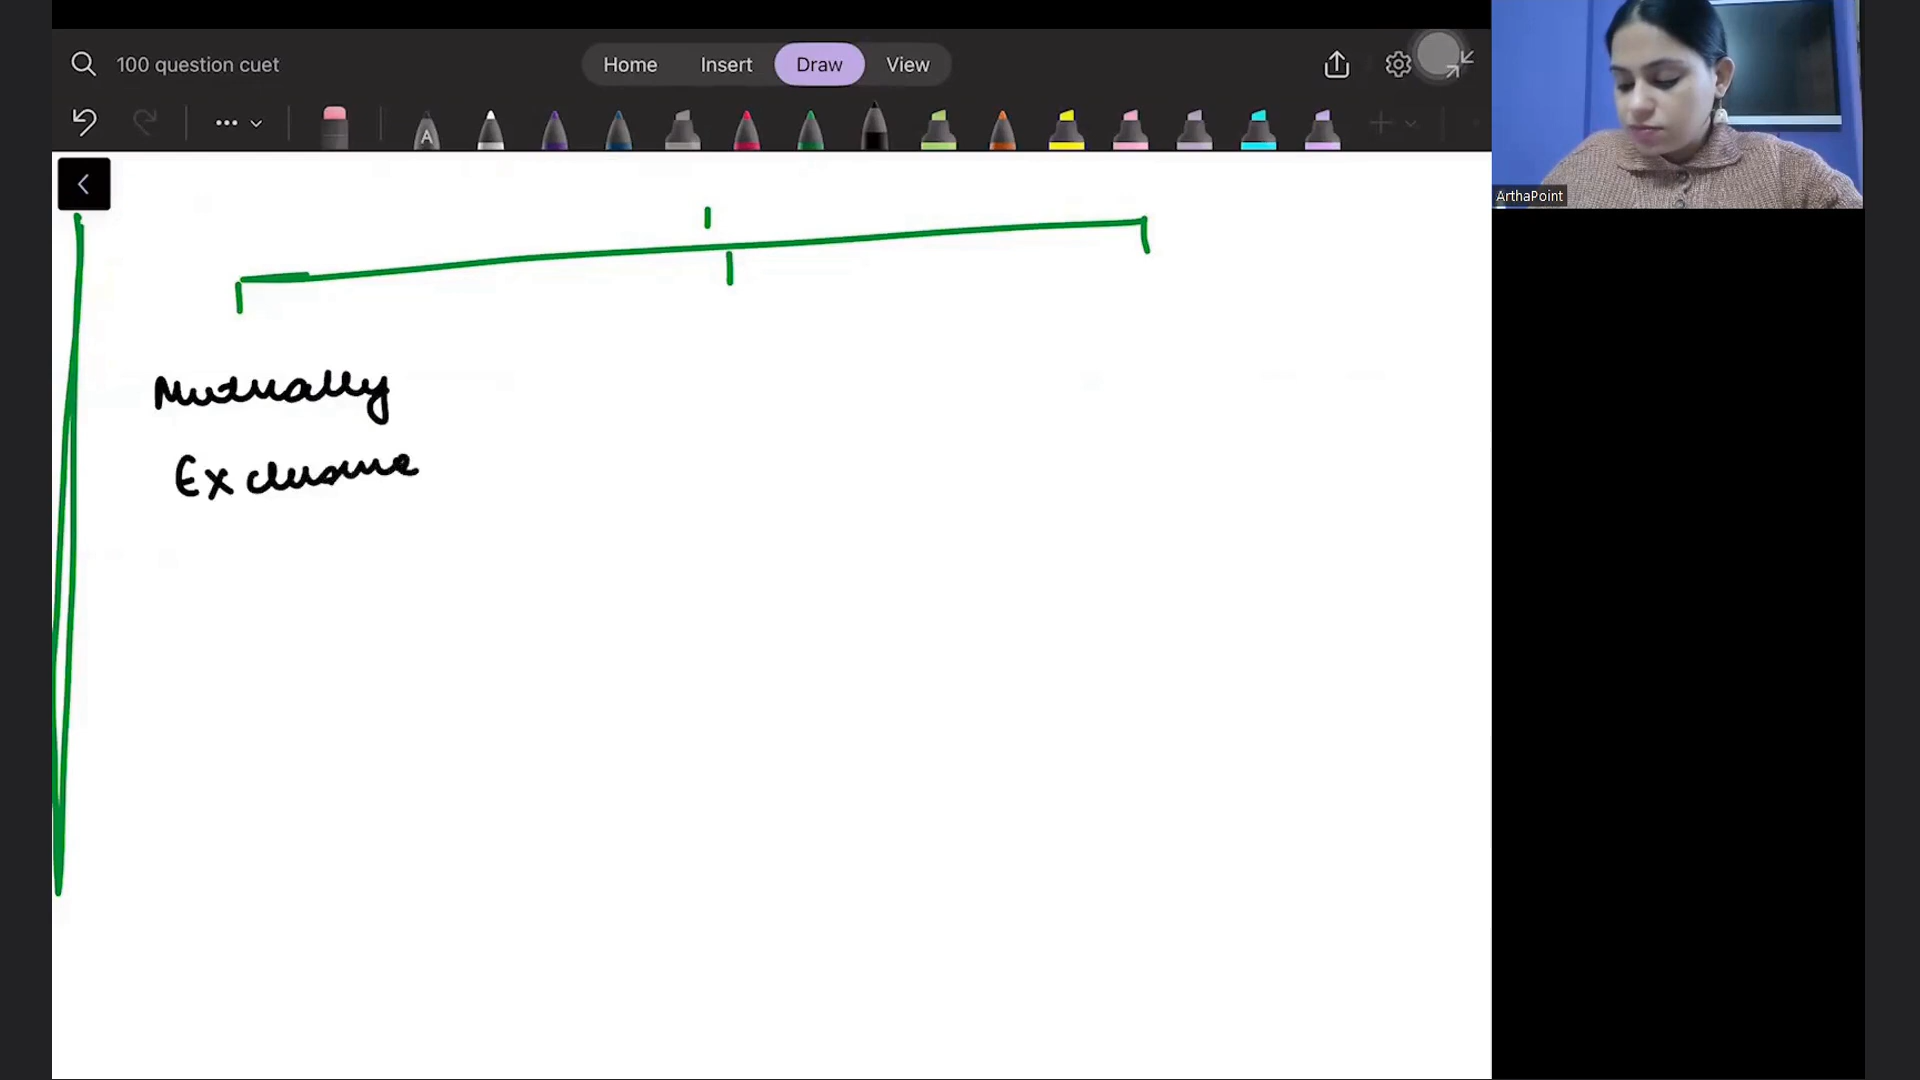 100 question cuet
Home Insert Draw View
A
ArthaPoint
Mutually
Exclusive